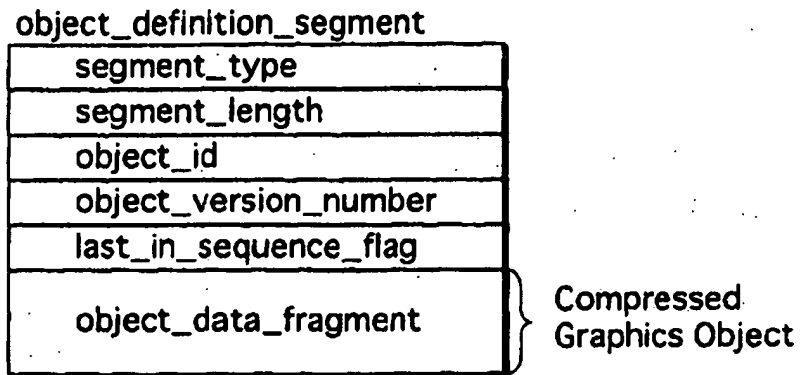 object_definition_segment
segment_type
segment_length
object_id
object_version_number
last_in_sequence_flag
object_data_fragment
Compressed
Graphics Object